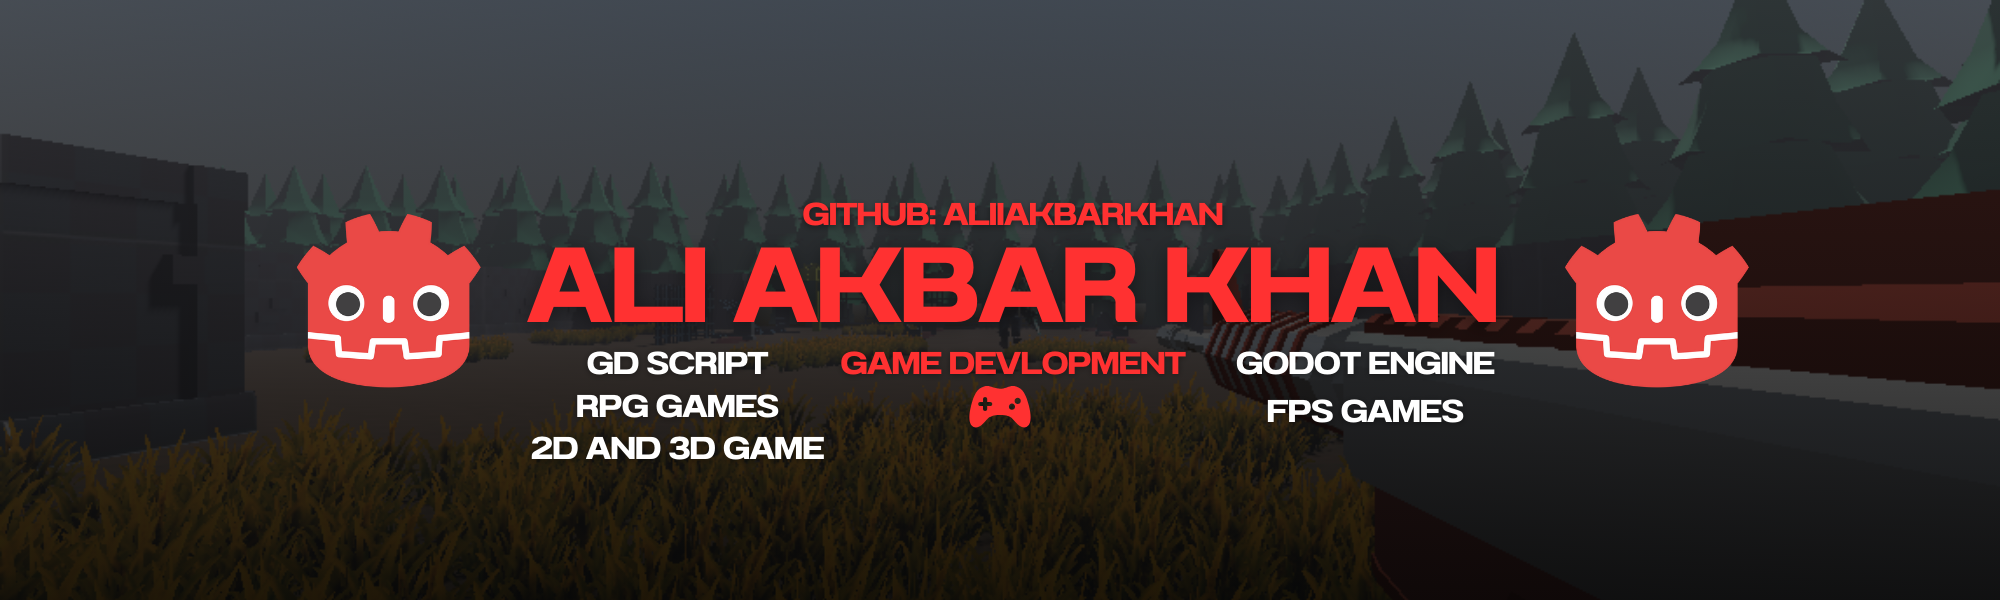 GITHUB: ALIIAKBARKHAN
ALI AKBAR KHAN
GD SCRIPT
RPG GAMES
2D AND 3D GAME
GAME DEVLOPMENT
GODOT ENGINE
FPS GAMES